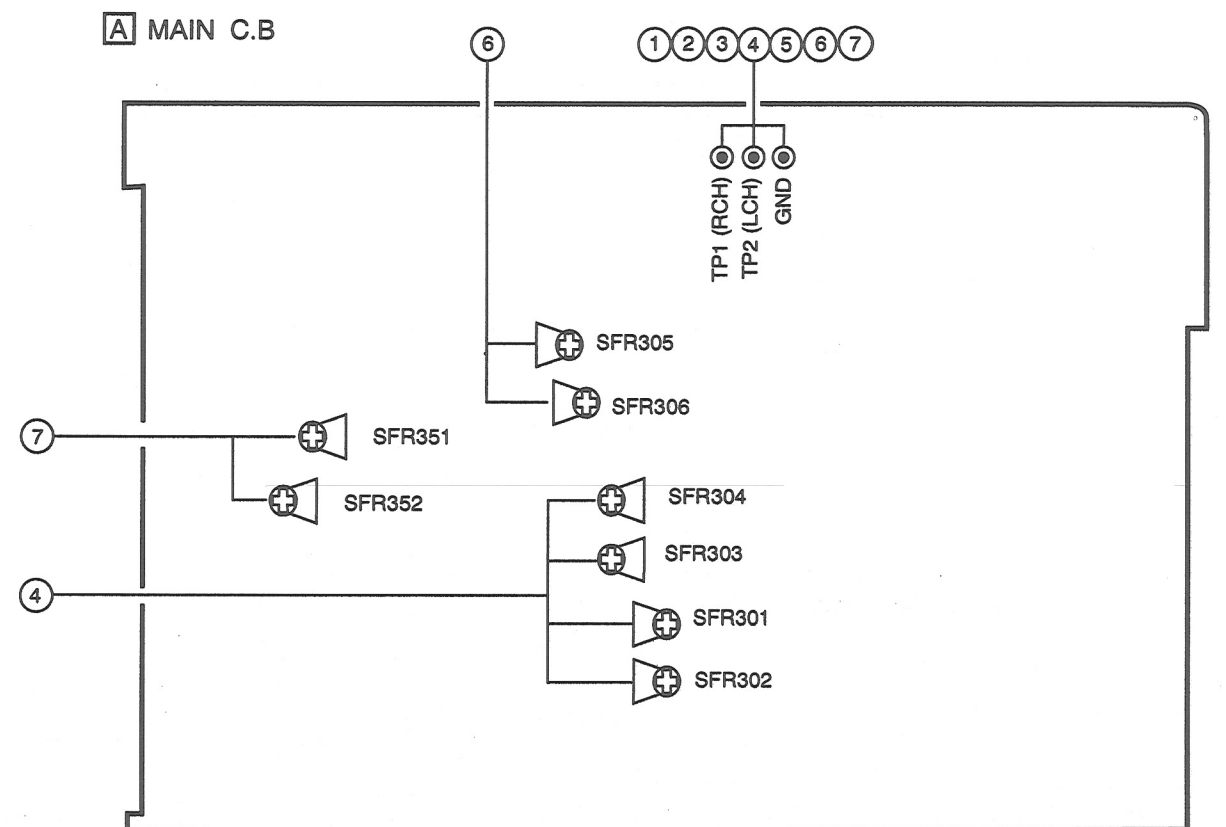 A MAIN C.B
6
1 2 3 4 5 6 7
TP1 (RCH)
TP2 (LCH)
GND
SFR305
SFR306
7
SFR351
SFR352
SFR304
SFR303
4
SFR301
SFR302